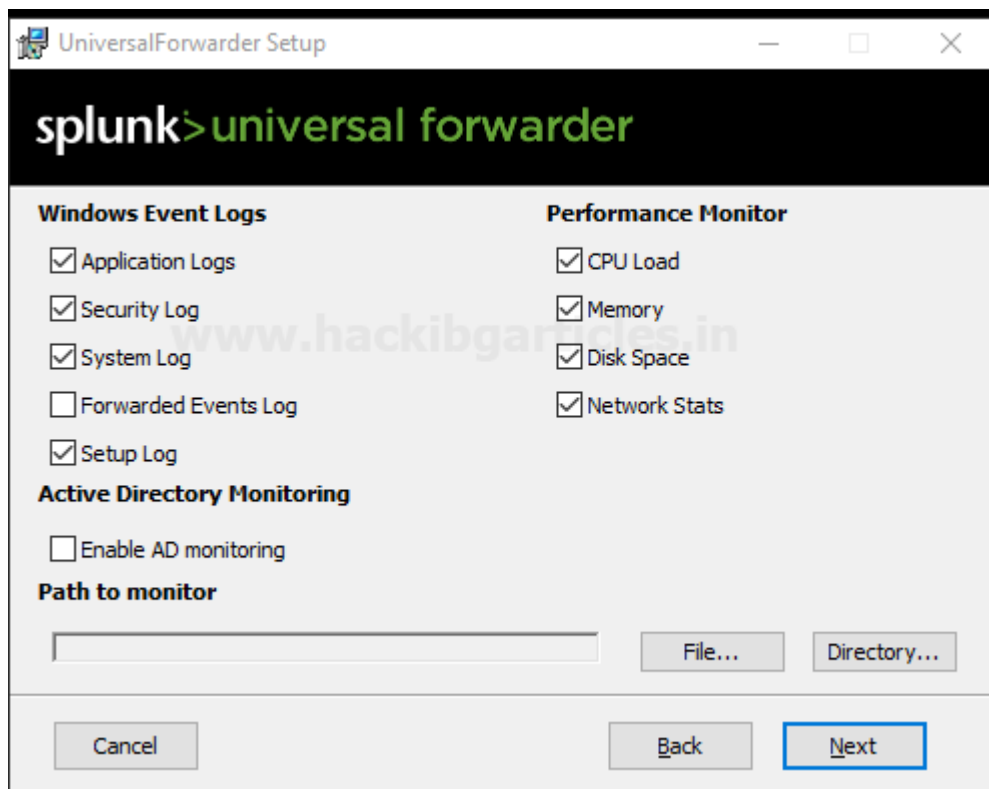 UniversalForwarder Setup
splunk>universal forwarder
Windows Event Logs
Application Logs
Security Log
System Log
Forwarded Events Log
Setup Log
Performance Monitor
CPU Load
Memory
Disk Space
Network Stats
www.hackibgarticles.in
Active Directory Monitoring
Enable AD monitoring
Path to monitor
File...
Directory...
Cancel
Back
Next